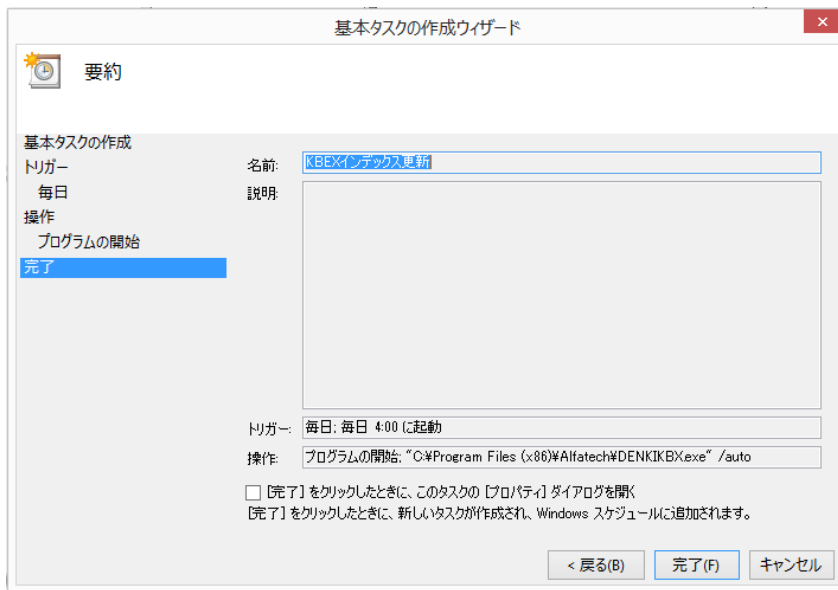 基本タスクの作成ウィザード
要約
基本タスクの作成
トリガー
毎日
操作
プログラムの開始
完了
名前:
KBEXインデックス更新
説明:
トリガー:
毎日: 毎日 4:00 に起動
操作:
プログラムの開始: "C:¥Program Files (x86)¥Alfatech¥DENKIKBX.exe" /auto
[完了] をクリックしたときに、このタスクの [プロパティ] ダイアログを開く
[完了] をクリックしたときに、新しいタスクが作成され、Windows スケジュールに追加されます。
< 戻る(B)
完了(F)
キャンセル